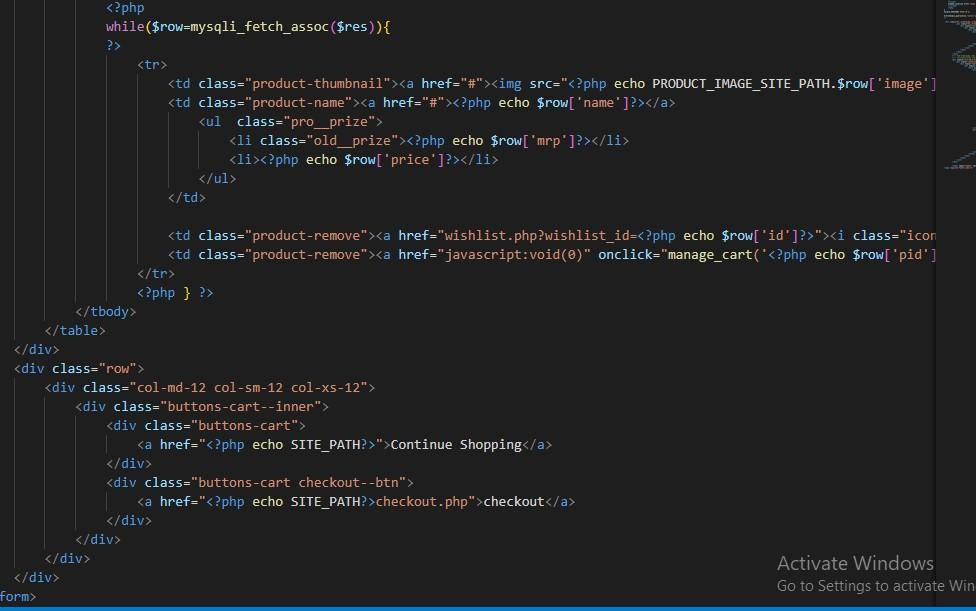 <?php
while($row=mysqli_fetch_assoc($res)){
?>
<tr>
<td class="product-thumbnail"><a href="#"><img src="<?php echo PRODUCT_IMAGE_SITE_PATH.$row['image']
<td class="product-name"><a href="#"><?php echo $row['name']?></a>
<ul  class="pro__prize">
<li class="old__prize"><?php echo $row['mrp']?></li>
<li><?php echo $row['price']?></li>
</ul>
</td>
<td class="product-remove"><a href="wishlist.php?wishlist_id=<?php echo $row['id']?>"><i class="icon
<td class="product-remove"><a href="javascript:void(0)" onclick="manage_cart('<?php echo $row['pid']
</tr>
<?php } ?>
</tbody>
</table>
</div>
<div class="row">
<div class="col-md-12 col-sm-12 col-xs-12">
<div class="buttons-cart--inner">
<div class="buttons-cart">
<a href="<?php echo SITE_PATH?>">Continue Shopping</a>
</div>
<div class="buttons-cart checkout--btn">
<a href="<?php echo SITE_PATH?>checkout.php">checkout</a>
</div>
</div>
</div>
</div>
form>
Activate Windows
Go to Settings to activate Win